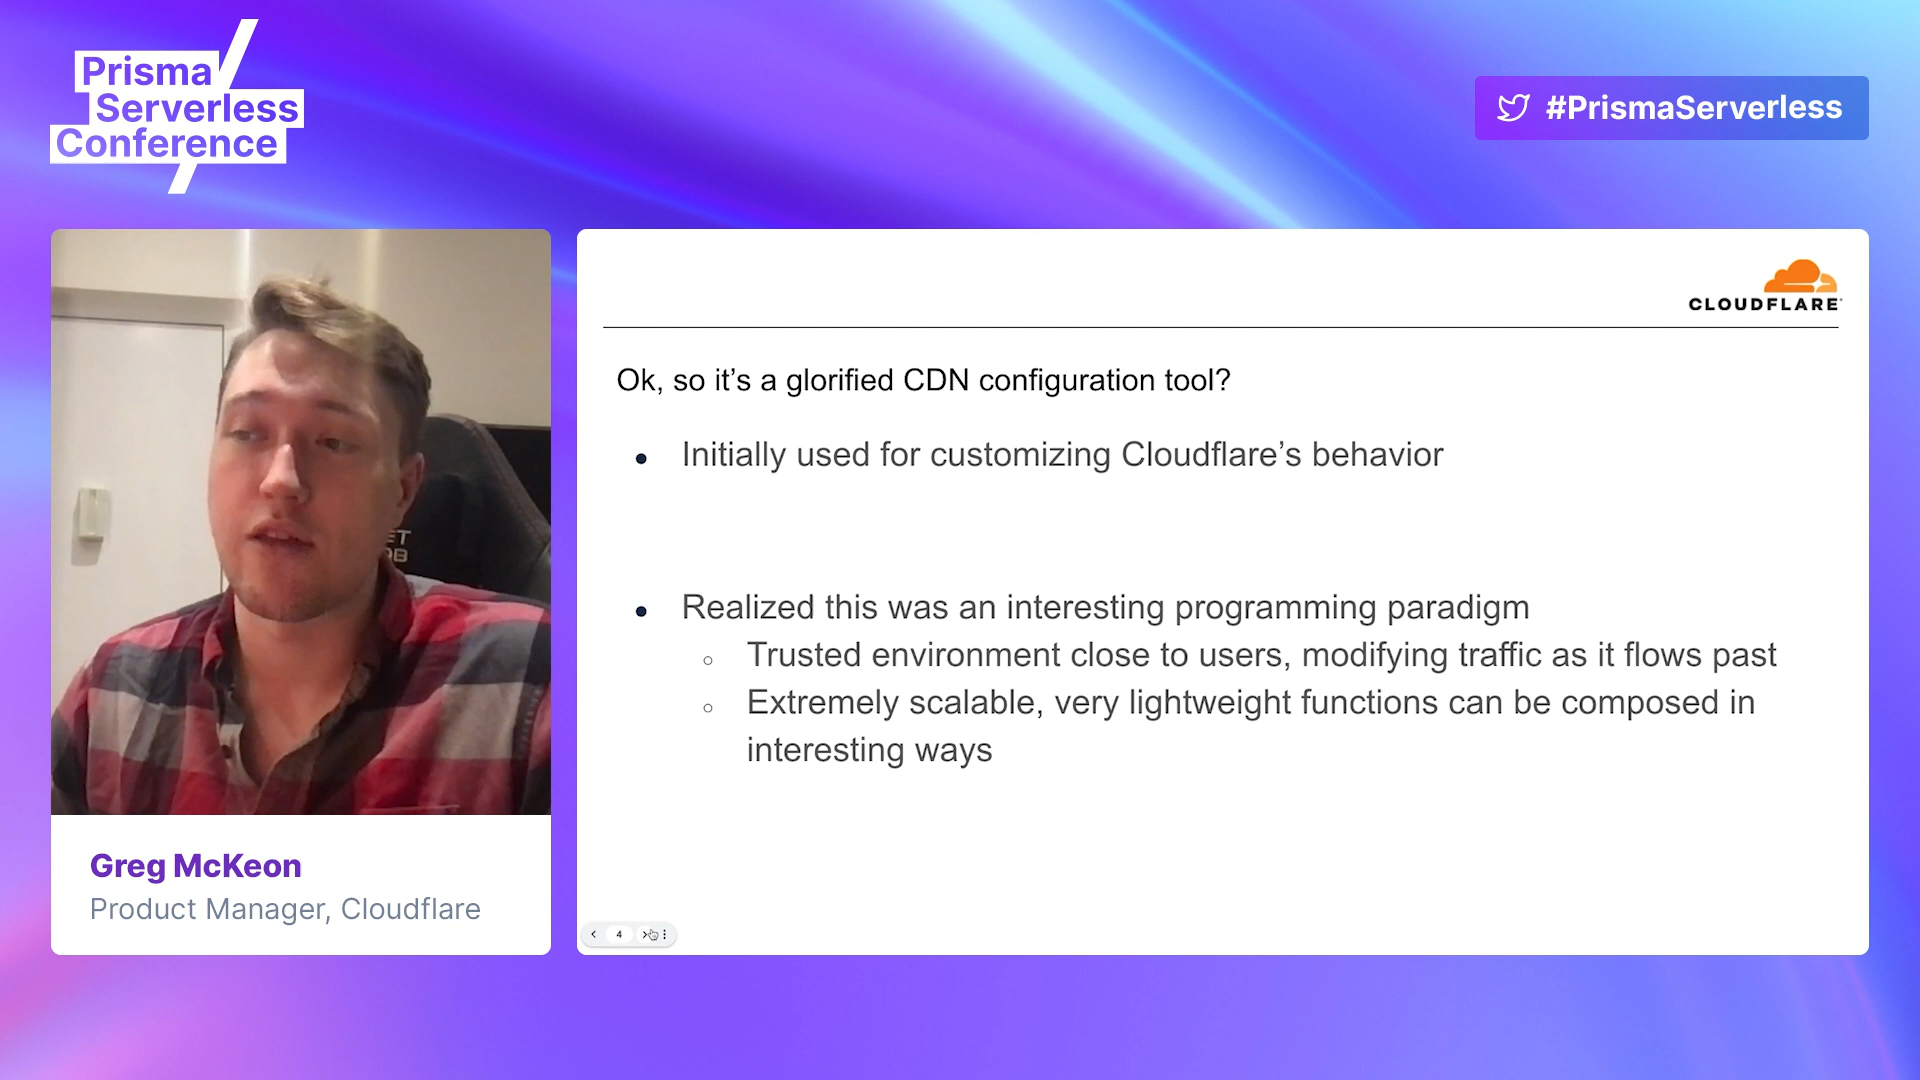 Prisma
Serverless
Conference
#PrismaServerless
CLOUDFLARE
Ok, so it’s a glorified CDN configuration tool?
● Initially used for customizing Cloudflare’s behavior
● Realized this was an interesting programming paradigm
○ Trusted environment close to users, modifying traffic as it flows past
○ Extremely scalable, very lightweight functions can be composed in
interesting ways
4
Greg McKeon
Product Manager, Cloudflare